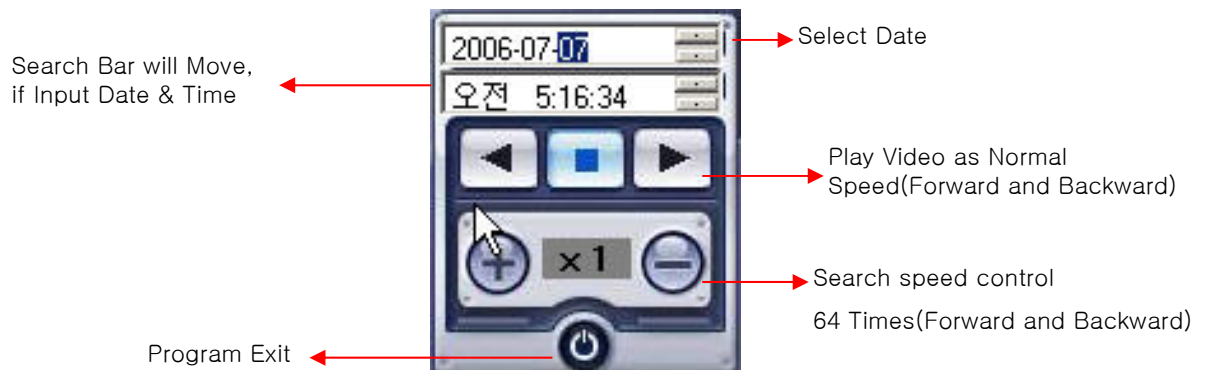 2006-07-07
Select Date
Search Bar will Move,
if Input Date & Time
오전 5:16:34
Play Video as Normal
Speed(Forward and Backward)
x 1
Search speed control
64 Times(Forward and Backward)
Program Exit